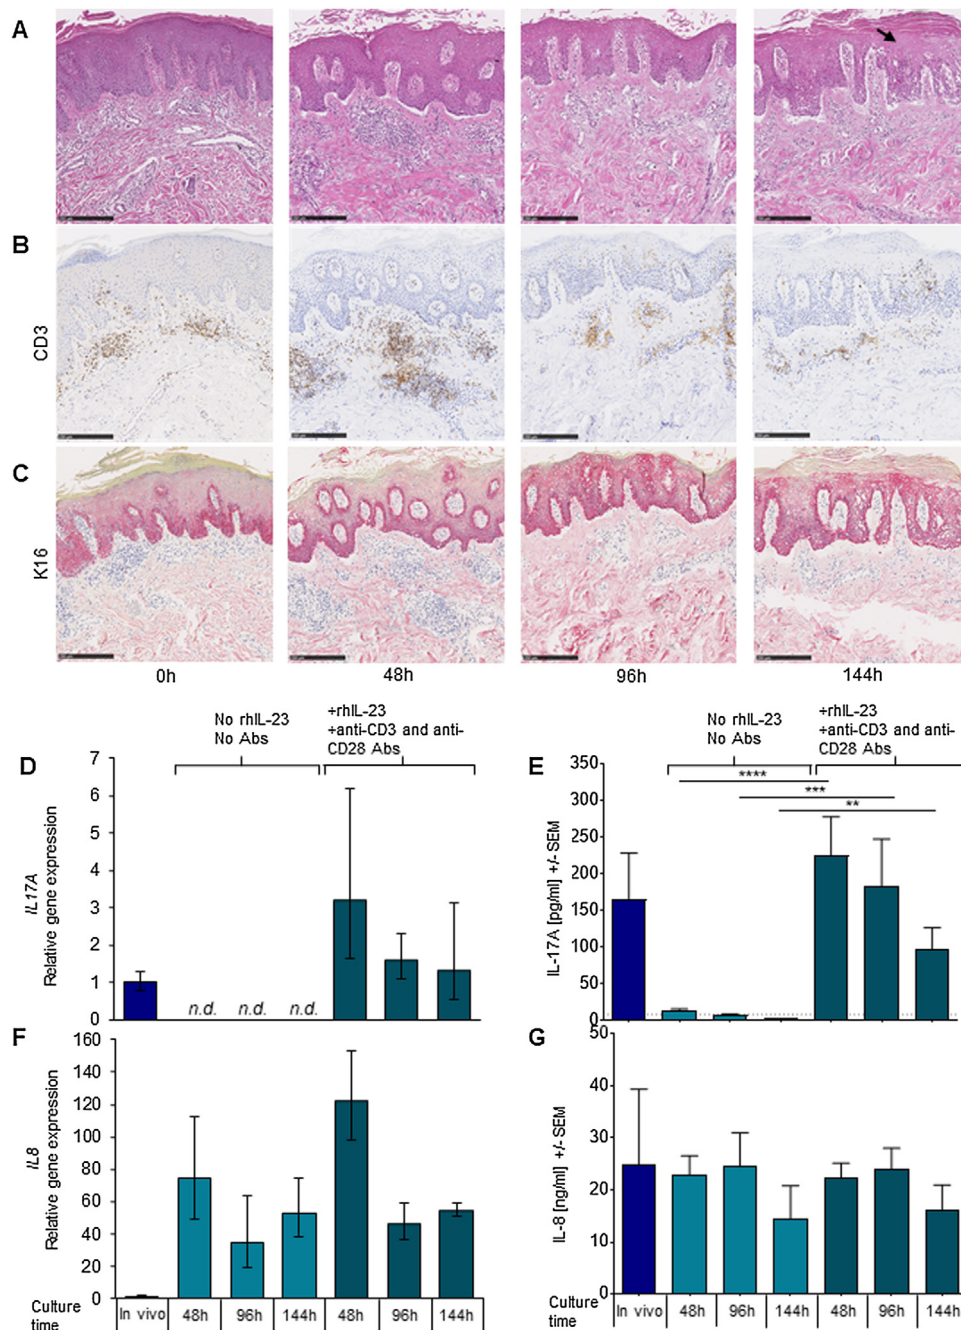 A
B
CD3
C
K16
0h
48h
96h
144h
No rhIL-23
No Abs
+rhIL-23
+anti-CD3 and anti-
CD28 Abs
D
7
6
5
4
3
2
1
0
IL17A
Relative gene expression
n.d.
n.d.
n.d.
No rhIL-23
No Abs
+rhIL-23
+anti-CD3 and anti-
CD28 Abs
E
350
300
250
200
150
100
50
0
IL-17A [pg/ml] +/- SEM
****
***
**
F
160
140
120
100
80
60
40
20
0
IL8
Relative gene expression
Culture
time
In vivo
48h
96h
144h
48h
96h
144h
G
50
40
30
20
10
0
IL-8 [ng/ml] +/- SEM
Culture
time
In vivo
48h
96h
144h
48h
96h
144h